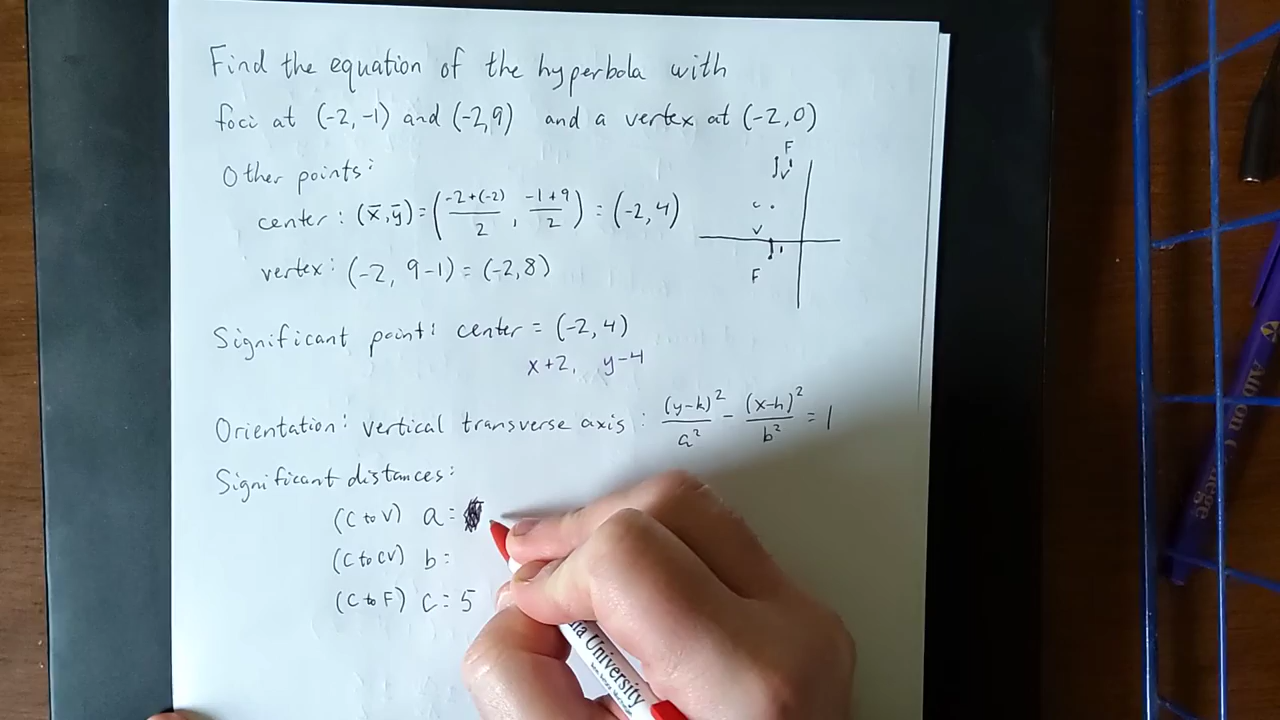 Find the equation of the hyperbola with
foci at (-2, -1) and (-2, 9) and a vertex at (-2, 0)
Other points:
center: (x̄, ȳ) = (-2+(-2)/2, -1+9/2) = (-2, 4)
vertex: (-2, 9-1) = (-2, 8)
F
V
C
V
F
Significant point: center = (-2, 4)
x+2, y-4
Orientation: vertical transverse axis: (y-k)²/a² - (x-h)²/b² = 1
Significant distances:
(C to V) a =
(C to CV) b =
(C to F) c = 5
University
Albion College